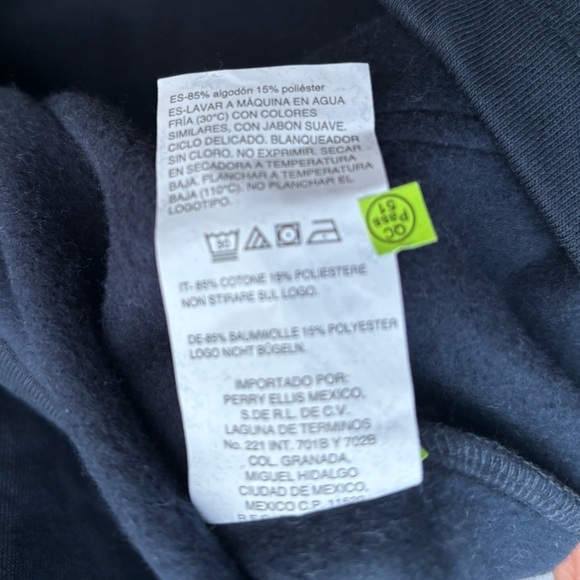 ES-85% algodón 15% poliéster
ES-LAVAR A MÁQUINA EN AGUA
FRÍA (30°C) CON COLORES
SIMILARES, CON JABON SUAVE.
CICLO DELICADO. BLANQUEADOR
SIN CLORO. NO EXPRIMIR. SECAR
EN SECADORA A TEMPERATURA
BAJA. PLANCHAR A TEMPERATURA
BAJA (110°C). NO PLANCHAR EL
LOGOTIPO.
QC
Pass
51
IT- 85% COTONE 15% POLIESTERE
NON STIRARE SUL LOGO.
DE-85% BAUMWOLLE 15% POLYESTER
LOGO NICHT BÜGELN.
IMPORTADO POR:
PERRY ELLIS MEXICO,
S.DE R.L. DE C.V.
LAGUNA DE TERMINOS
No. 221 INT. 701B Y 702B
COL. GRANADA,
MIGUEL HIDALGO
CIUDAD DE MEXICO,
MEXICO C.P. 11520